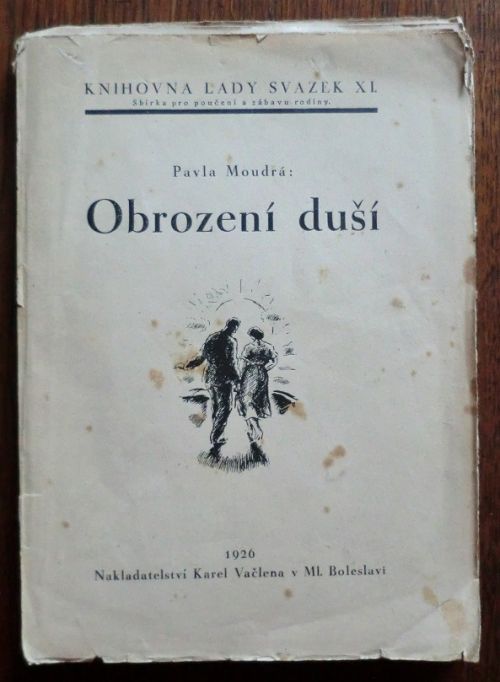 KNIHOVNA LADY SVAZEK XI.
Sbírka pro poučení a zábavu rodiny.
Pavla Moudrá:
Obrození duší
1926
Nakladatelství Karel Vačlena v Ml. Boleslavi